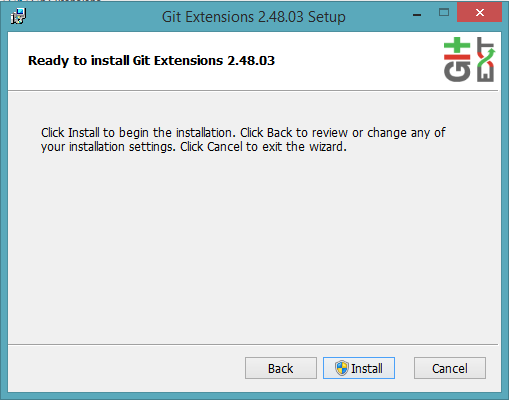 Git Extensions 2.48.03 Setup
Ready to install Git Extensions 2.48.03
Git
EXT
Click Install to begin the installation. Click Back to review or change any of
your installation settings. Click Cancel to exit the wizard.
Back
Install
Cancel